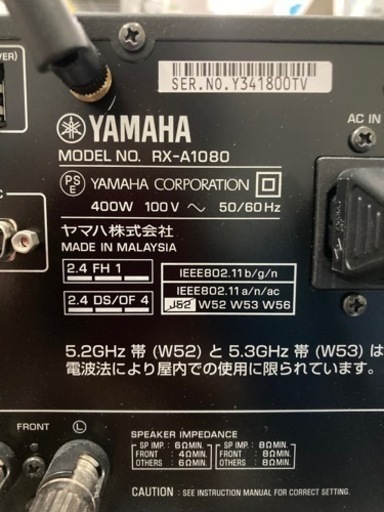 SER.NO.Y341800TV
YAMAHA
AC IN
MODEL NO. RX-A1080
PS E YAMAHA CORPORATION
400W 100V ～ 50/60Hz
ヤマハ株式会社
MADE IN MALAYSIA
2.4 FH 1
IEEE802.11b/g/n
2.4 DS/OF 4
IEEE802.11a/n/ac
J52 W52 W53 W56
5.2GHz 帯 (W52) と 5.3GHz 帯 (W53) は
電波法により屋内での使用に限られています。
FRONT L
SPEAKER IMPEDANCE
SP IMP. : 6ΩMIN. SP IMP. : 8ΩMIN.
FRONT : 4ΩMIN. FRONT : 8ΩMIN.
OTHERS : 6ΩMIN. OTHERS : 8ΩMIN.
CAUTION : SEE INSTRUCTION MANUAL FOR CORRECT SETTING.